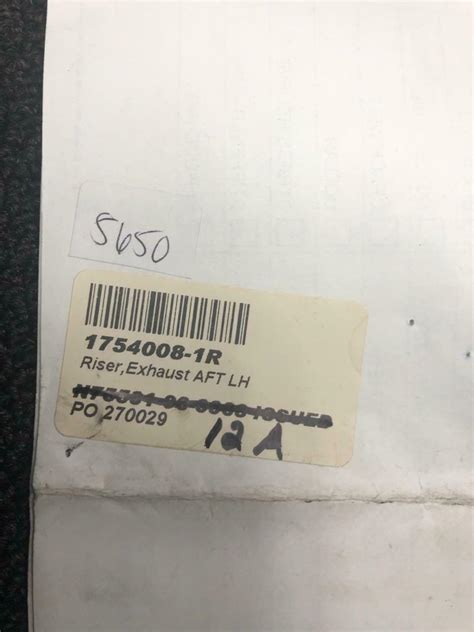 5650
1754008-1R
Riser,Exhaust AFT LH
PO 270029
12 A